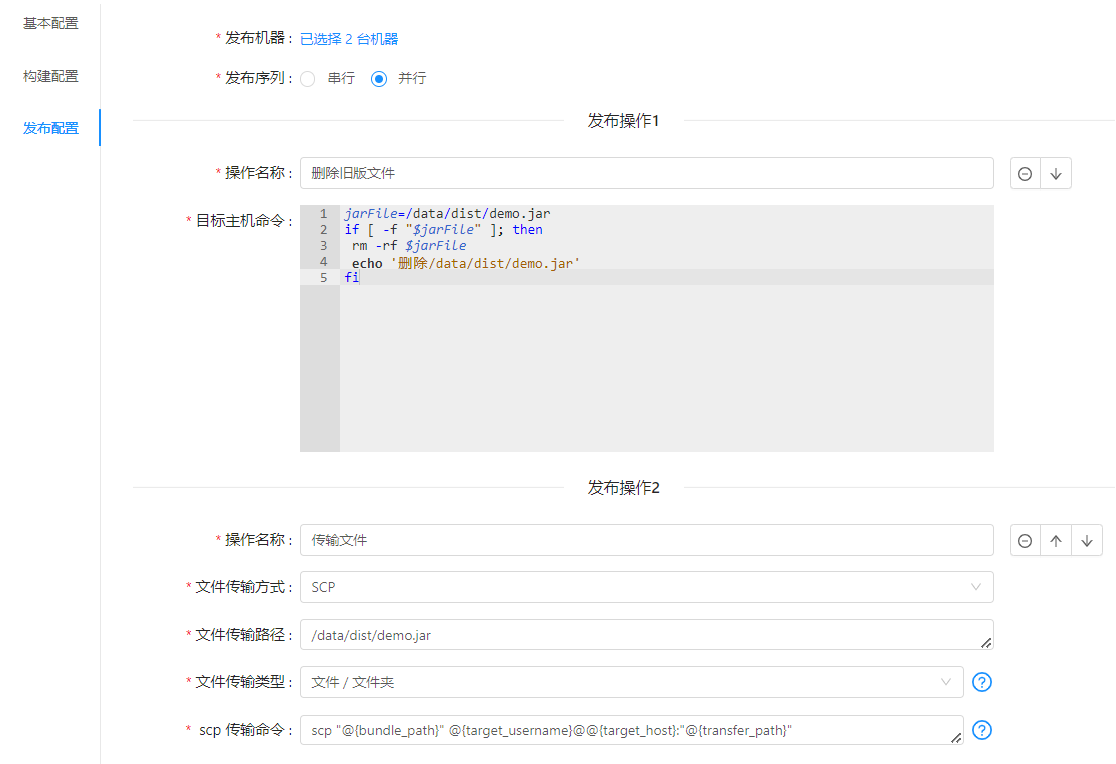 基本配置
构建配置
发布配置
* 发布机器 : 已选择 2 台机器
* 发布序列 : 串行 并行
发布操作1
* 操作名称 : 删除旧版文件
* 目标主机命令 :
1 jarFile=/data/dist/demo.jar
2 if [ -f "$jarFile" ]; then
3 rm -rf $jarFile
4 echo '删除/data/dist/demo.jar'
5 fi
发布操作2
* 操作名称 : 传输文件
* 文件传输方式 : SCP
* 文件传输路径 : /data/dist/demo.jar
* 文件传输类型 : 文件 / 文件夹
* scp 传输命令 : scp "@{bundle_path}" @{target_username}@@{target_host}:"@{transfer_path}"